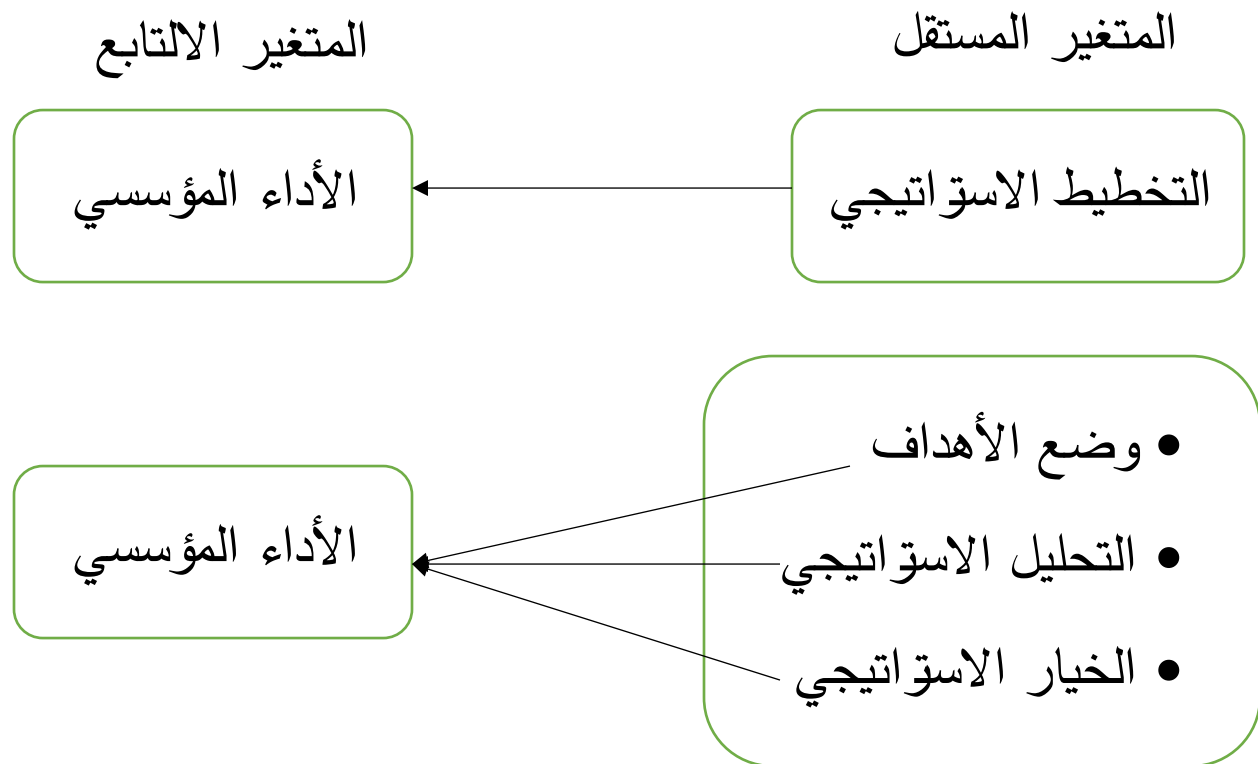 المتغير المستقل
المتغير الالتابع
التخطيط الاستراتيجي
الأداء المؤسسي
• وضع الأهداف
• التحليل الاستراتيجي
• الخيار الاستراتيجي
الأداء المؤسسي